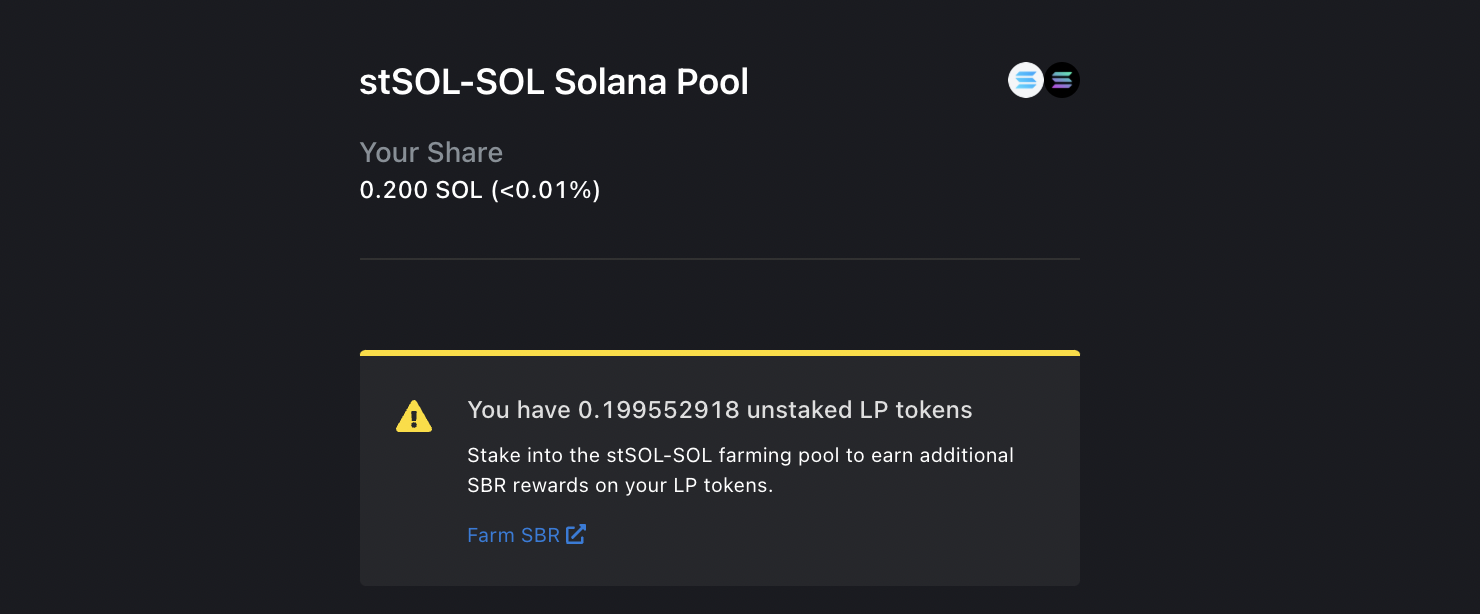 stSOL-SOL Solana Pool
Your Share
0.200 SOL (<0.01%)
You have 0.199552918 unstaked LP tokens
Stake into the stSOL-SOL farming pool to earn additional
SBR rewards on your LP tokens.
Farm SBR